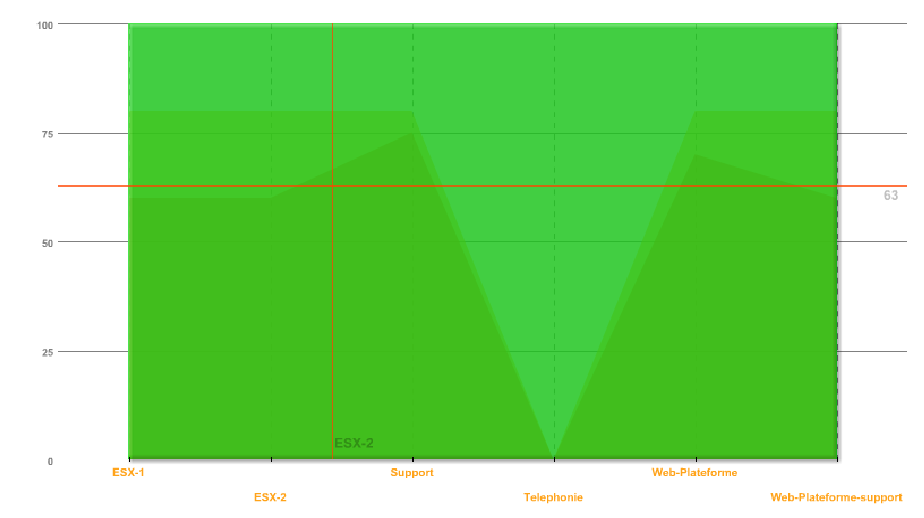 100
75
63
50
25
ESX-2
0
ESX-1
Support
Web-Plateforme
ESX-2
Telephonie
Web-Plateforme-support